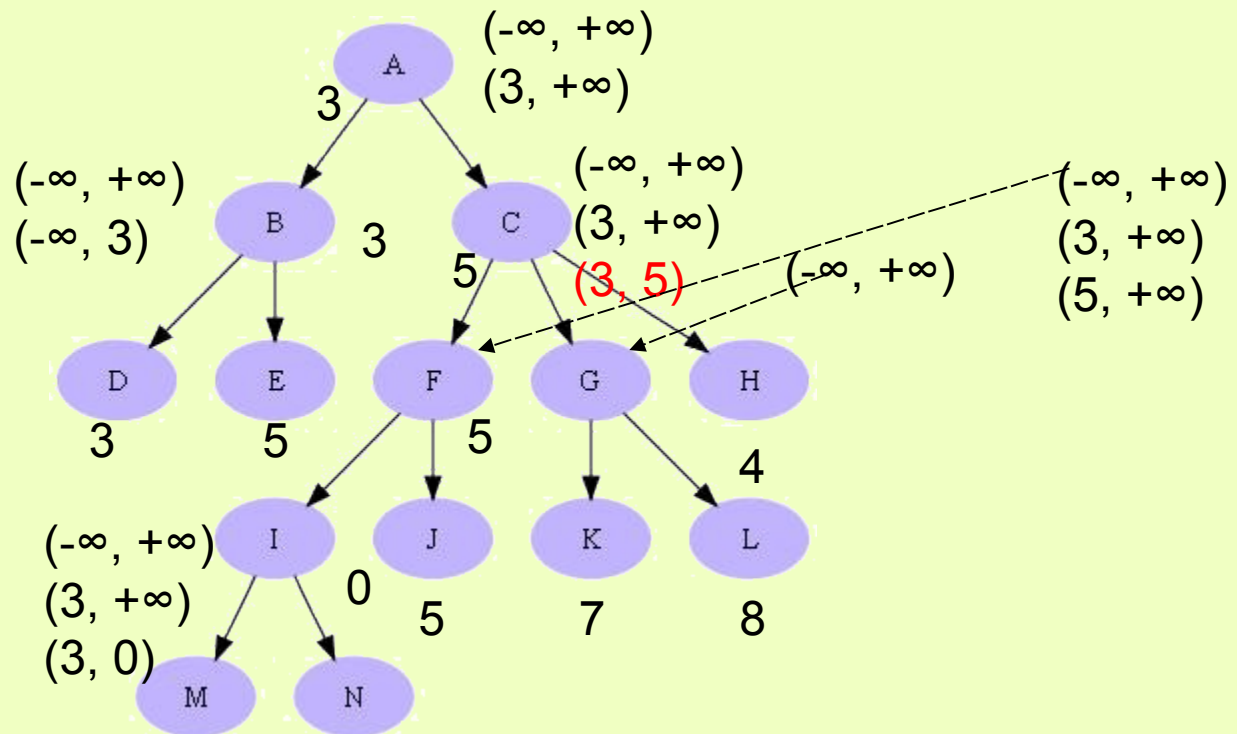 (-∞, +∞)
A
(3, +∞)
3
(-∞, +∞)
(-∞, +∞)
(-∞, +∞)
(-∞, 3)
B
3
C
(3, +∞)
(3, +∞)
5
(3, 5)
(-∞, +∞)
(5, +∞)
D
E
F
G
H
3
5
5
4
(-∞, +∞)
I
J
K
L
(3, +∞)
0
5
7
8
(3, 0)
M
N